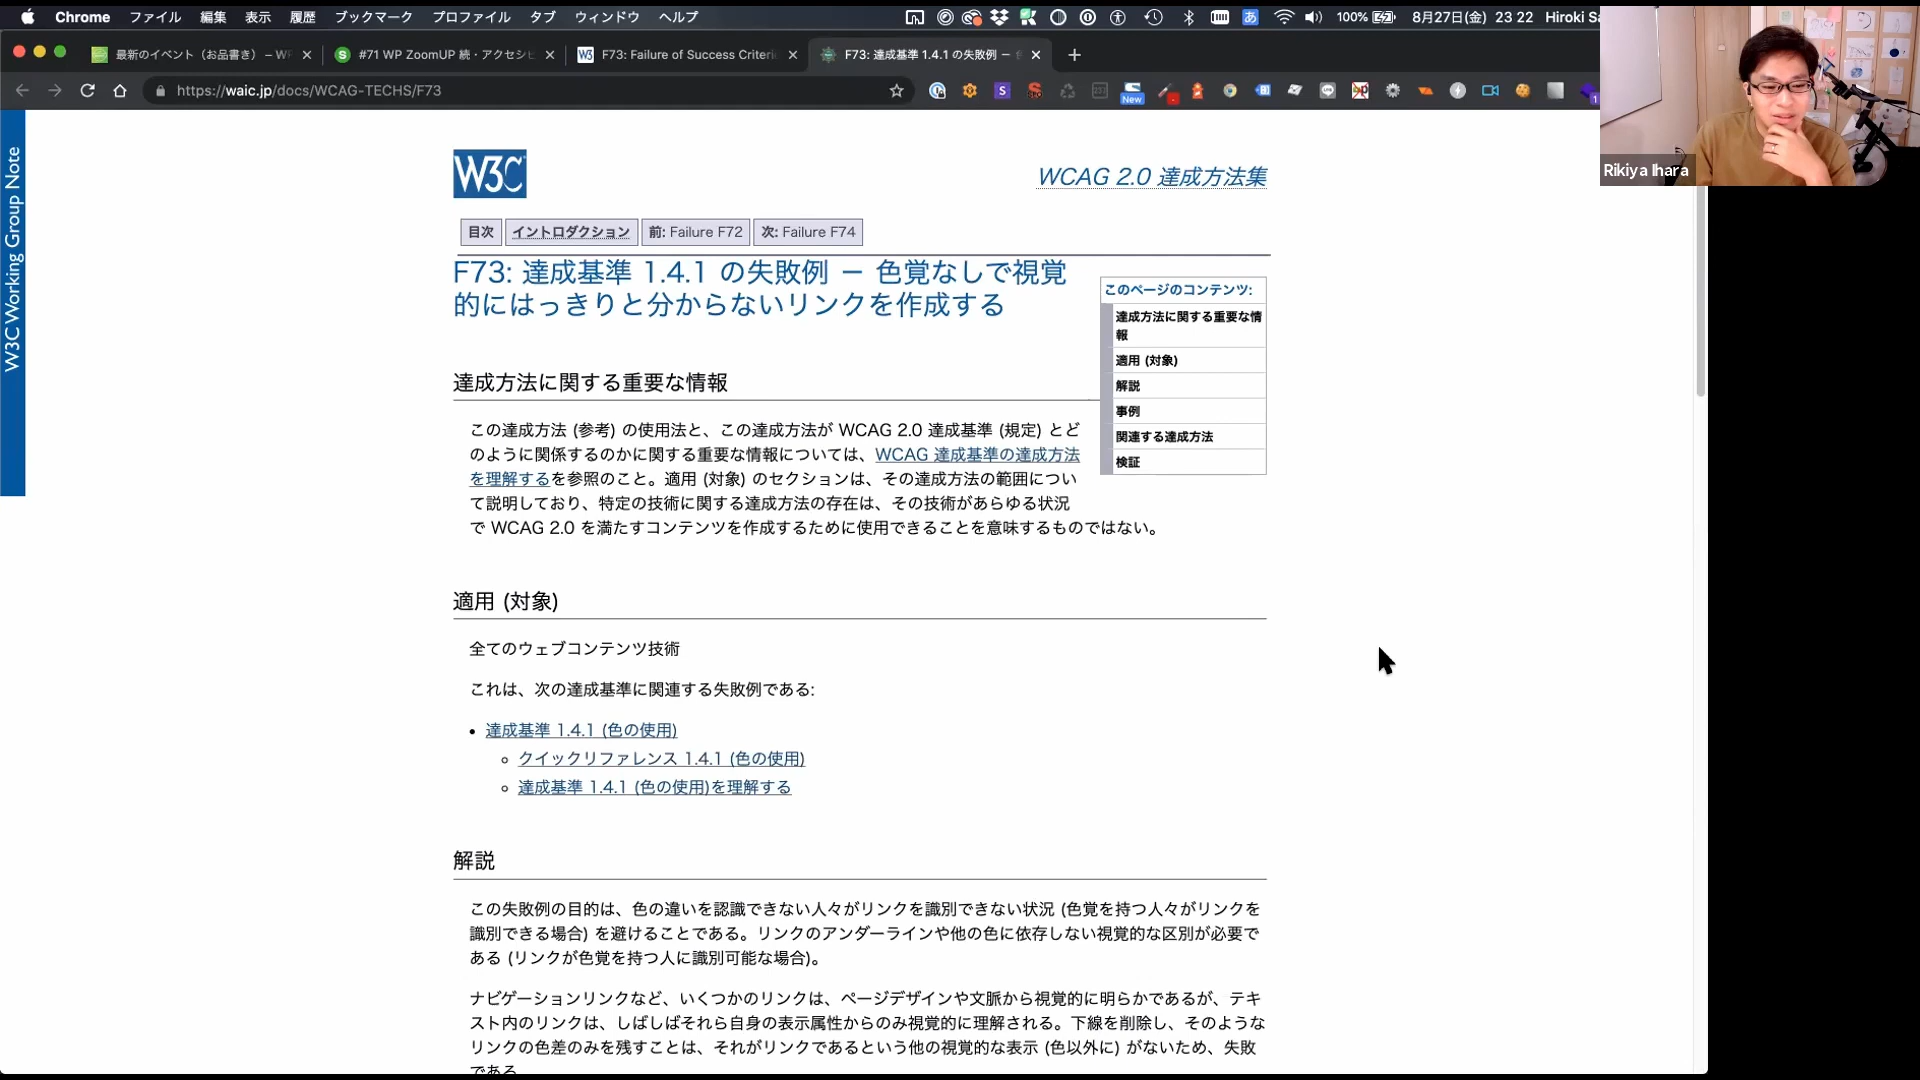 Chrome ファイル 編集 表示 履歴 ブックマーク プロファイル タブ ウィンドウ ヘルプ 100% 8月27日(金) 23 22 Hiroki Sa
最新のイベント（お品書き）– WP
#71 WP ZoomUP 続・アクセシビ
F73: Failure of Success Criterio
F73: 達成基準 1.4.1 の失敗例 －
https://waic.jp/docs/WCAG-TECHS/F73
New
Rikiya Ihara
W3C Working Group Note
W3C
WCAG 2.0 達成方法集
目次 イントロダクション 前: Failure F72 次: Failure F74
F73: 達成基準 1.4.1 の失敗例 － 色覚なしで視覚
的にはっきりと分からないリンクを作成する
このページのコンテンツ:
達成方法に関する重要な情
報
適用 (対象)
解説
事例
関連する達成方法
検証
達成方法に関する重要な情報
この達成方法 (参考) の使用法と、この達成方法が WCAG 2.0 達成基準 (規定) とど
のように関係するのかに関する重要な情報については、WCAG 達成基準の達成方法
を理解するを参照のこと。適用 (対象) のセクションは、その達成方法の範囲につい
て説明しており、特定の技術に関する達成方法の存在は、その技術があらゆる状況
で WCAG 2.0 を満たすコンテンツを作成するために使用できることを意味するものではない。
適用 (対象)
全てのウェブコンテンツ技術
これは、次の達成基準に関連する失敗例である:
達成基準 1.4.1 (色の使用)
クイックリファレンス 1.4.1 (色の使用)
達成基準 1.4.1 (色の使用)を理解する
解説
この失敗例の目的は、色の違いを認識できない人々がリンクを識別できない状況 (色覚を持つ人々がリンクを
識別できる場合) を避けることである。リンクのアンダーラインや他の色に依存しない視覚的な区別が必要で
ある (リンクが色覚を持つ人に識別可能な場合)。
ナビゲーションリンクなど、いくつかのリンクは、ページデザインや文脈から視覚的に明らかであるが、テキ
スト内のリンクは、しばしばそれら自身の表示属性からのみ視覚的に理解される。下線を削除し、そのような
リンクの色差のみを残すことは、それがリンクであるという他の視覚的な表示 (色以外に) がないため、失敗
である